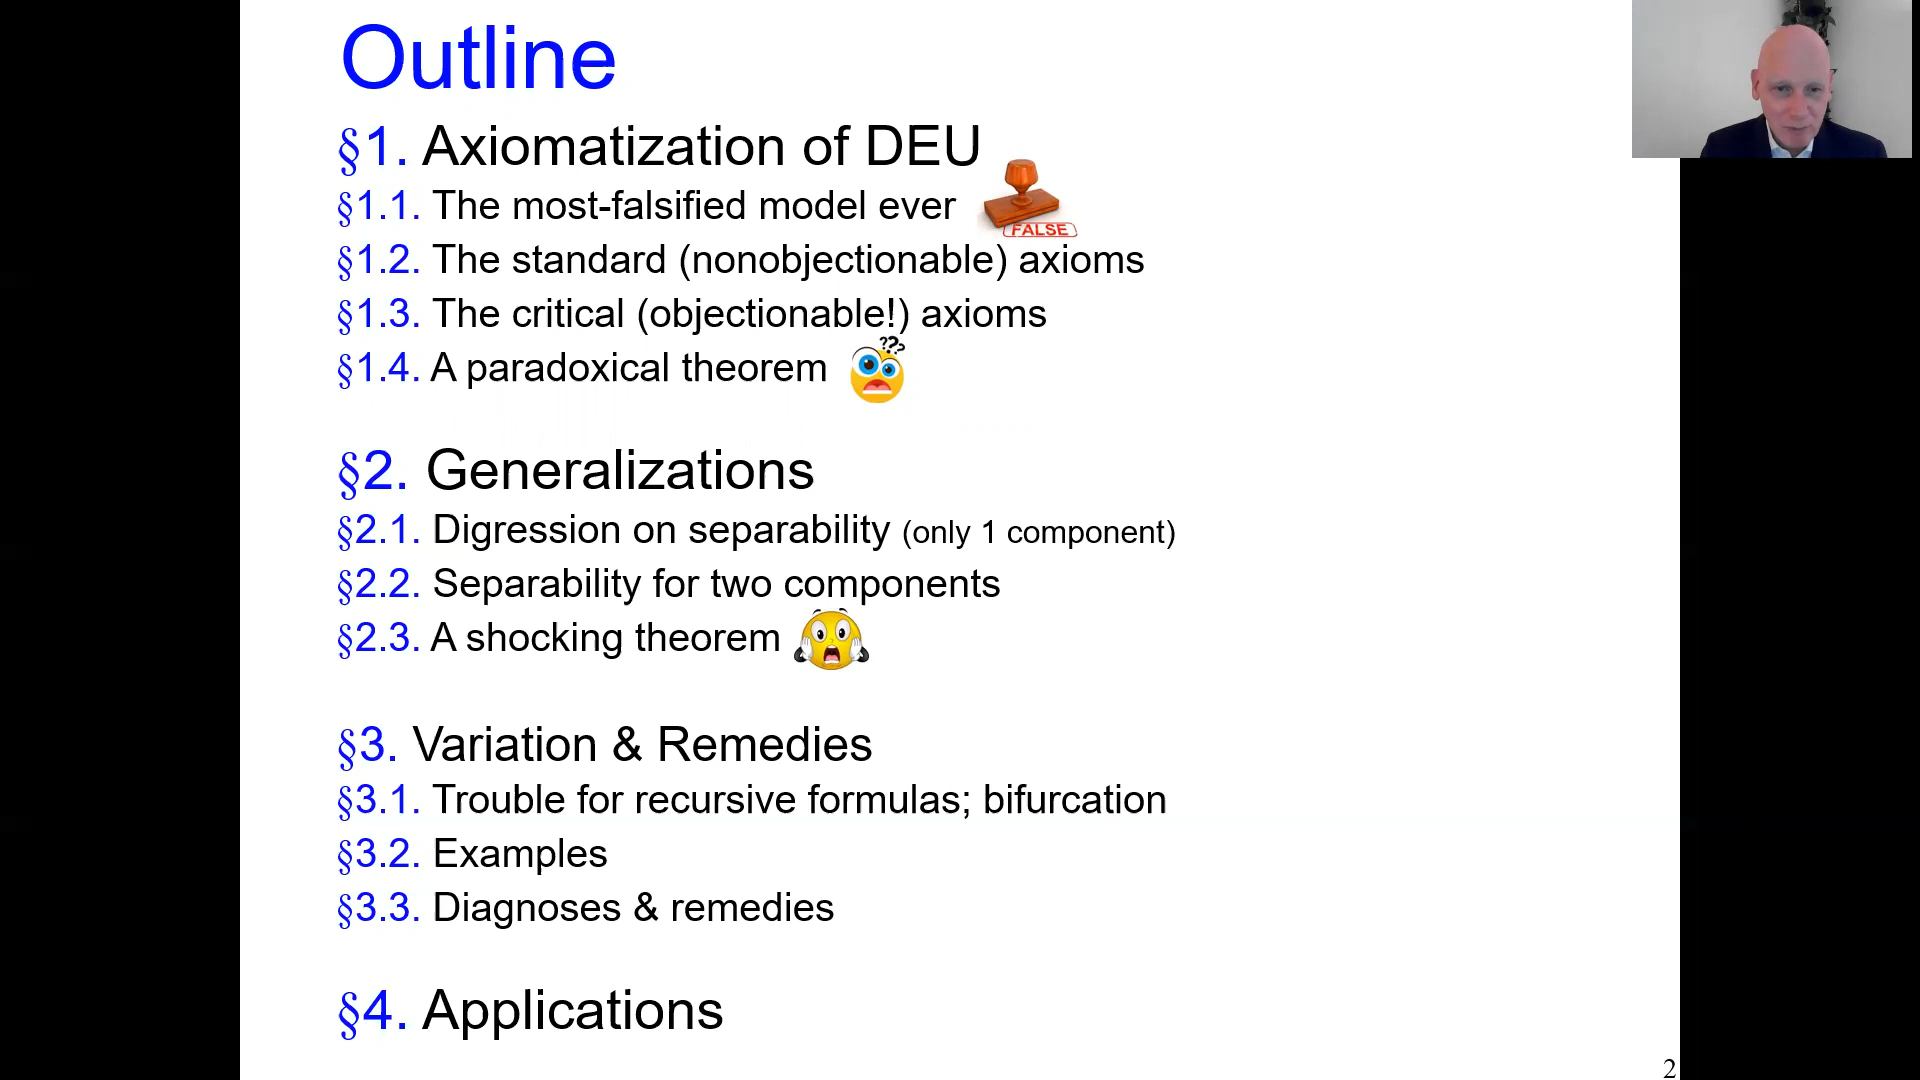 Outline
§1. Axiomatization of DEU
§1.1. The most-falsified model ever
FALSE
§1.2. The standard (nonobjectionable) axioms
§1.3. The critical (objectionable!) axioms
???
§1.4. A paradoxical theorem
§2. Generalizations
§2.1. Digression on separability (only 1 component)
§2.2. Separability for two components
§2.3. A shocking theorem
§3. Variation & Remedies
§3.1. Trouble for recursive formulas; bifurcation
§3.2. Examples
§3.3. Diagnoses & remedies
§4. Applications
2